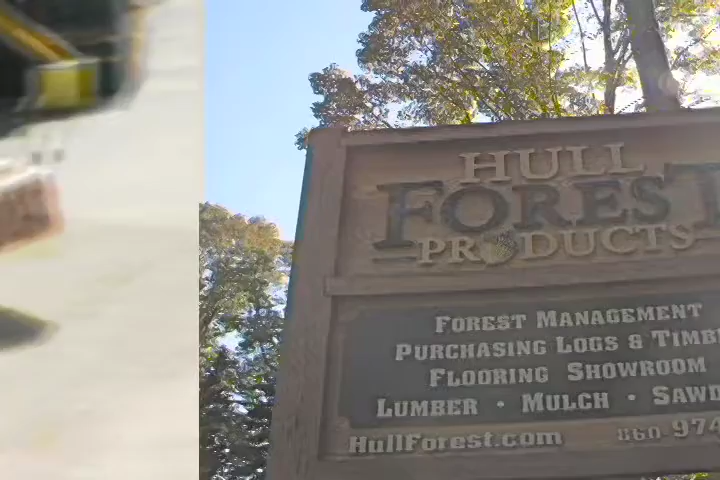 HULL
FOREST
PRODUCTS
FOREST MANAGEMENT
PURCHASING LOGS & TIMB
FLOORING SHOWROOM
LUMBER • MULCH • SAWD
HullForest.com 860-974